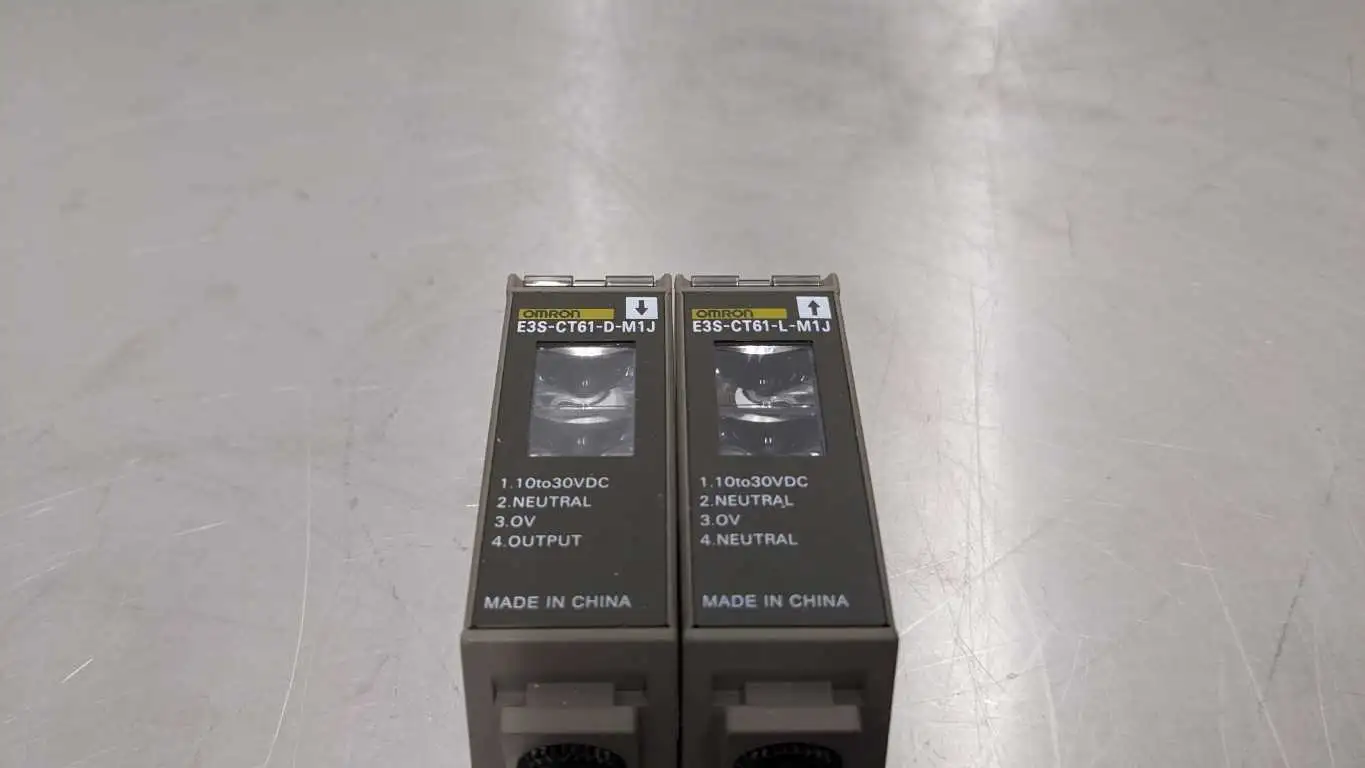 OMRON
E3S-CT61-D-M1J
1.10to30VDC
2.NEUTRAL
3.0V
4.OUTPUT
MADE IN CHINA
OMRON
E3S-CT61-L-M1J
1.10to30VDC
2.NEUTRAL
3.0V
4.NEUTRAL
MADE IN CHINA